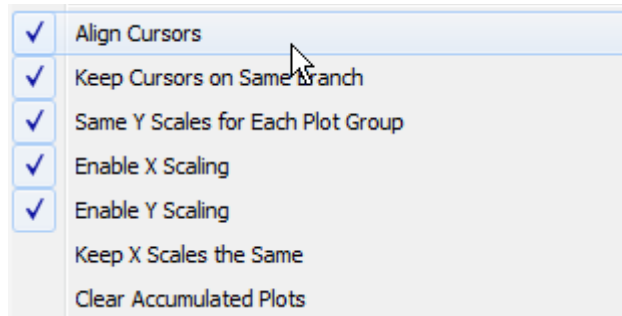 Align Cursors
Keep Cursors on Same Branch
Same Y Scales for Each Plot Group
Enable X Scaling
Enable Y Scaling
Keep X Scales the Same
Clear Accumulated Plots